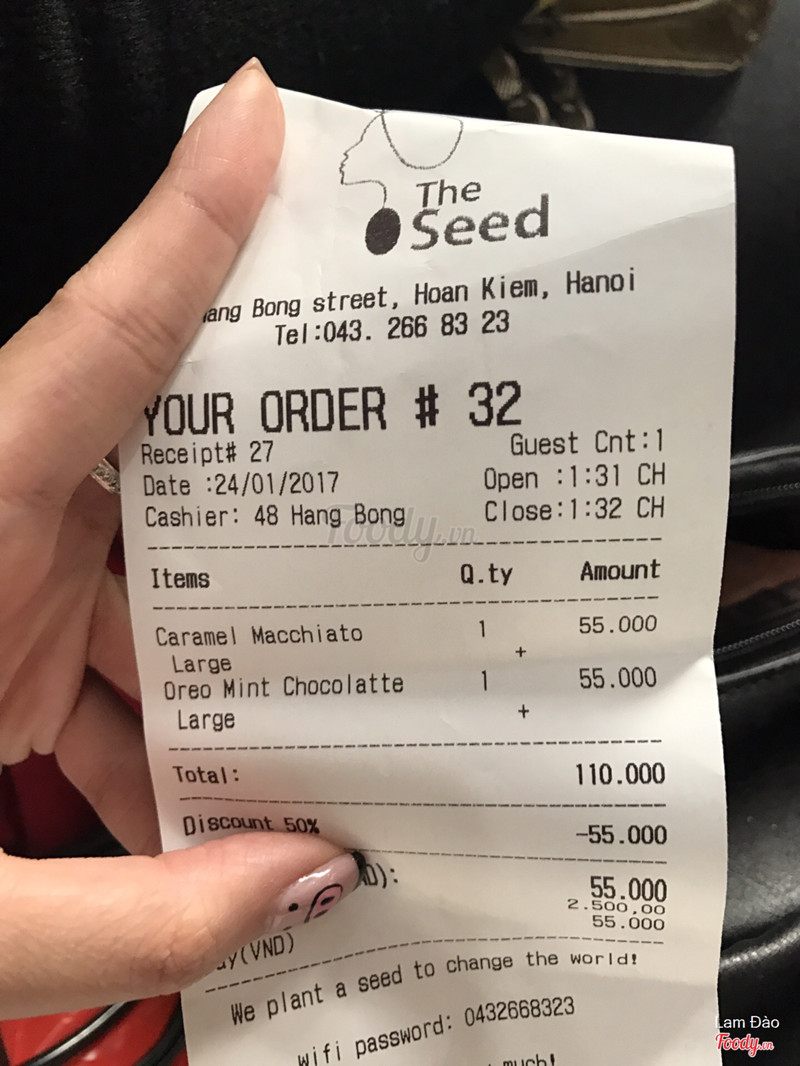 The
Seed
Bong street, Hoan Kiem, Hanoi
Tel:043. 266 83 23
YOUR ORDER # 32
Receipt# 27 Guest Cnt:1
Date :24/01/2017 Open :1:31 CH
Cashier: 48 Hang Bong Close:1:32 CH
Foody.vn
Items Q.ty Amount
Caramel Macchiato 1 55.000
Large +
Oreo Mint Chocolatte 1 55.000
Large +
Total: 110.000
Discount 50% -55.000
55.000
2.500,00
55.000
(VND)
We plant a seed to change the world!
wifi password: 0432668323
much!
Lam Đào
Foody.vn